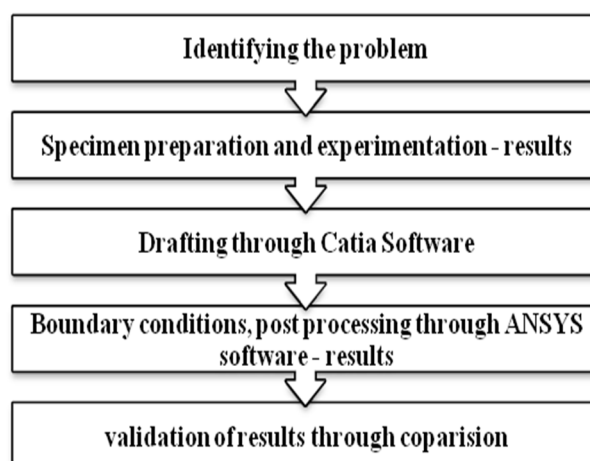 Identifying the problem
Specimen preparation and experimentation - results
Drafting through Catia Software
Boundary conditions, post processing through ANSYS
software - results
validation of results through coparision